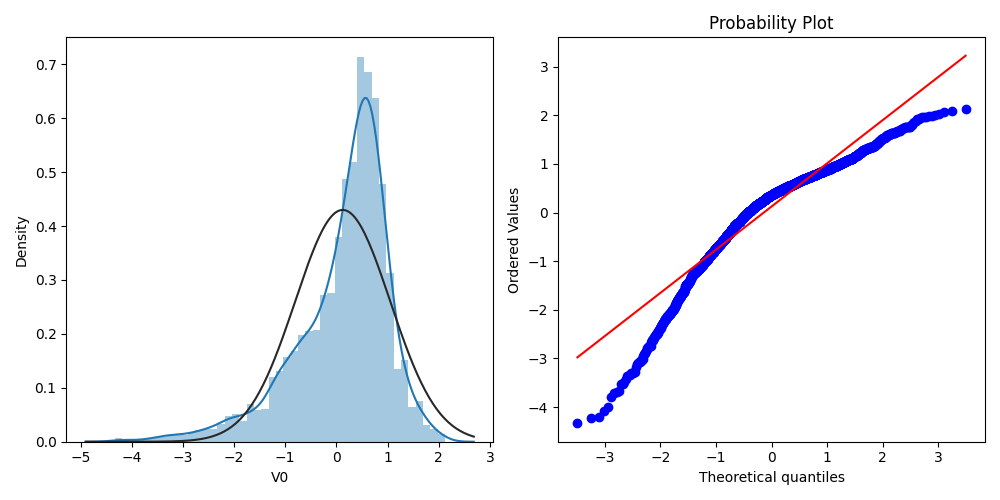 Density
0.7
0.6
0.5
0.4
0.3
0.2
0.1
0.0
−5 −4 −3 −2 −1 0 1 2 3
V0
Probability Plot
Ordered Values
3
2
1
0
−1
−2
−3
−4
−3 −2 −1 0 1 2 3
Theoretical quantiles